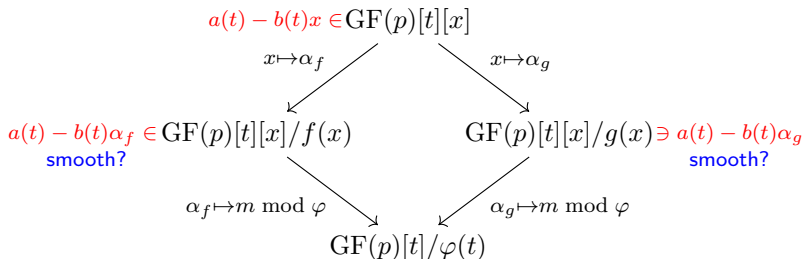 a(t) − b(t)x ∈ GF(p)[t][x]
x↦α_f x↦α_g
a(t) − b(t)α_f ∈ GF(p)[t][x]/f(x) GF(p)[t][x]/g(x) ∋ a(t) − b(t)α_g
smooth? smooth?
α_f↦m mod φ α_g↦m mod φ
GF(p)[t]/φ(t)